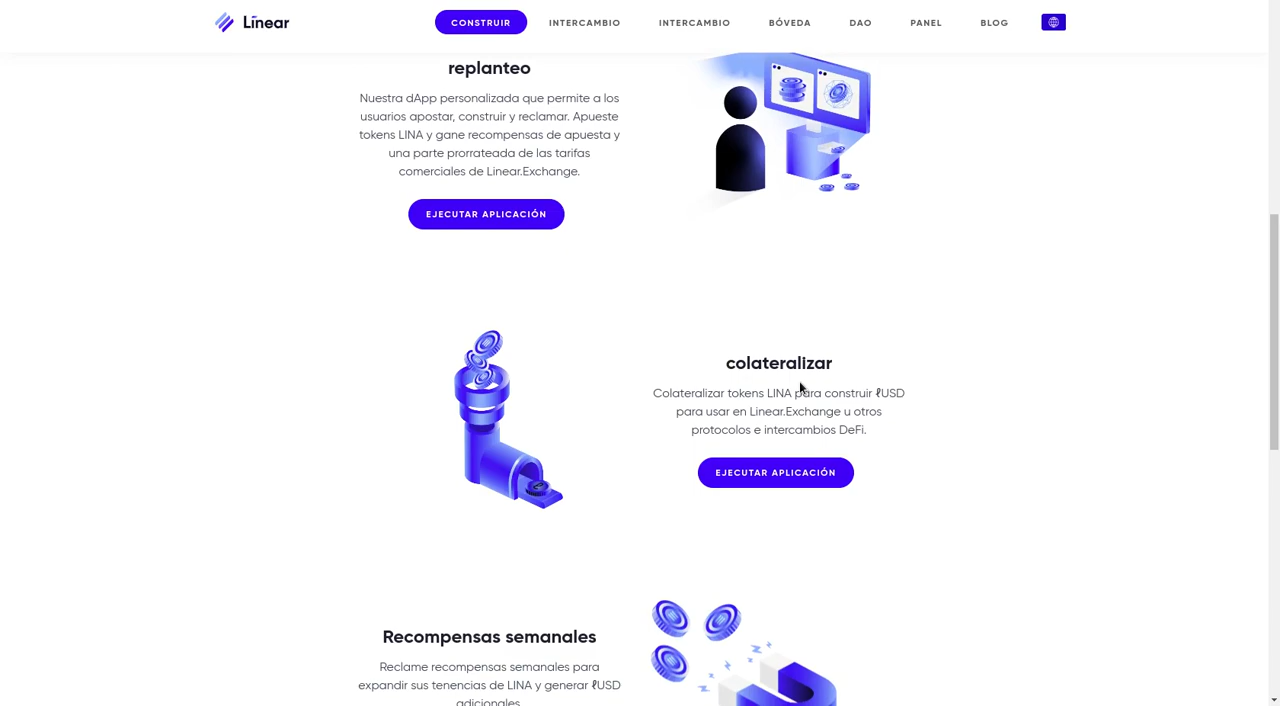 Linear
CONSTRUIR
INTERCAMBIO
INTERCAMBIO
BÓVEDA
DAO
PANEL
BLOG
replanteo
Nuestra dApp personalizada que permite a los
usuarios apostar, construir y reclamar. Apueste
tokens LINA y gane recompensas de apuesta y
una parte prorrateada de las tarifas
comerciales de Linear.Exchange.
EJECUTAR APLICACIÓN
colateralizar
Colateralizar tokens LINA para construir ℓUSD
para usar en Linear.Exchange u otros
protocolos e intercambios DeFi.
EJECUTAR APLICACIÓN
Recompensas semanales
Reclame recompensas semanales para
expandir sus tenencias de LINA y generar ℓUSD
adicionales.